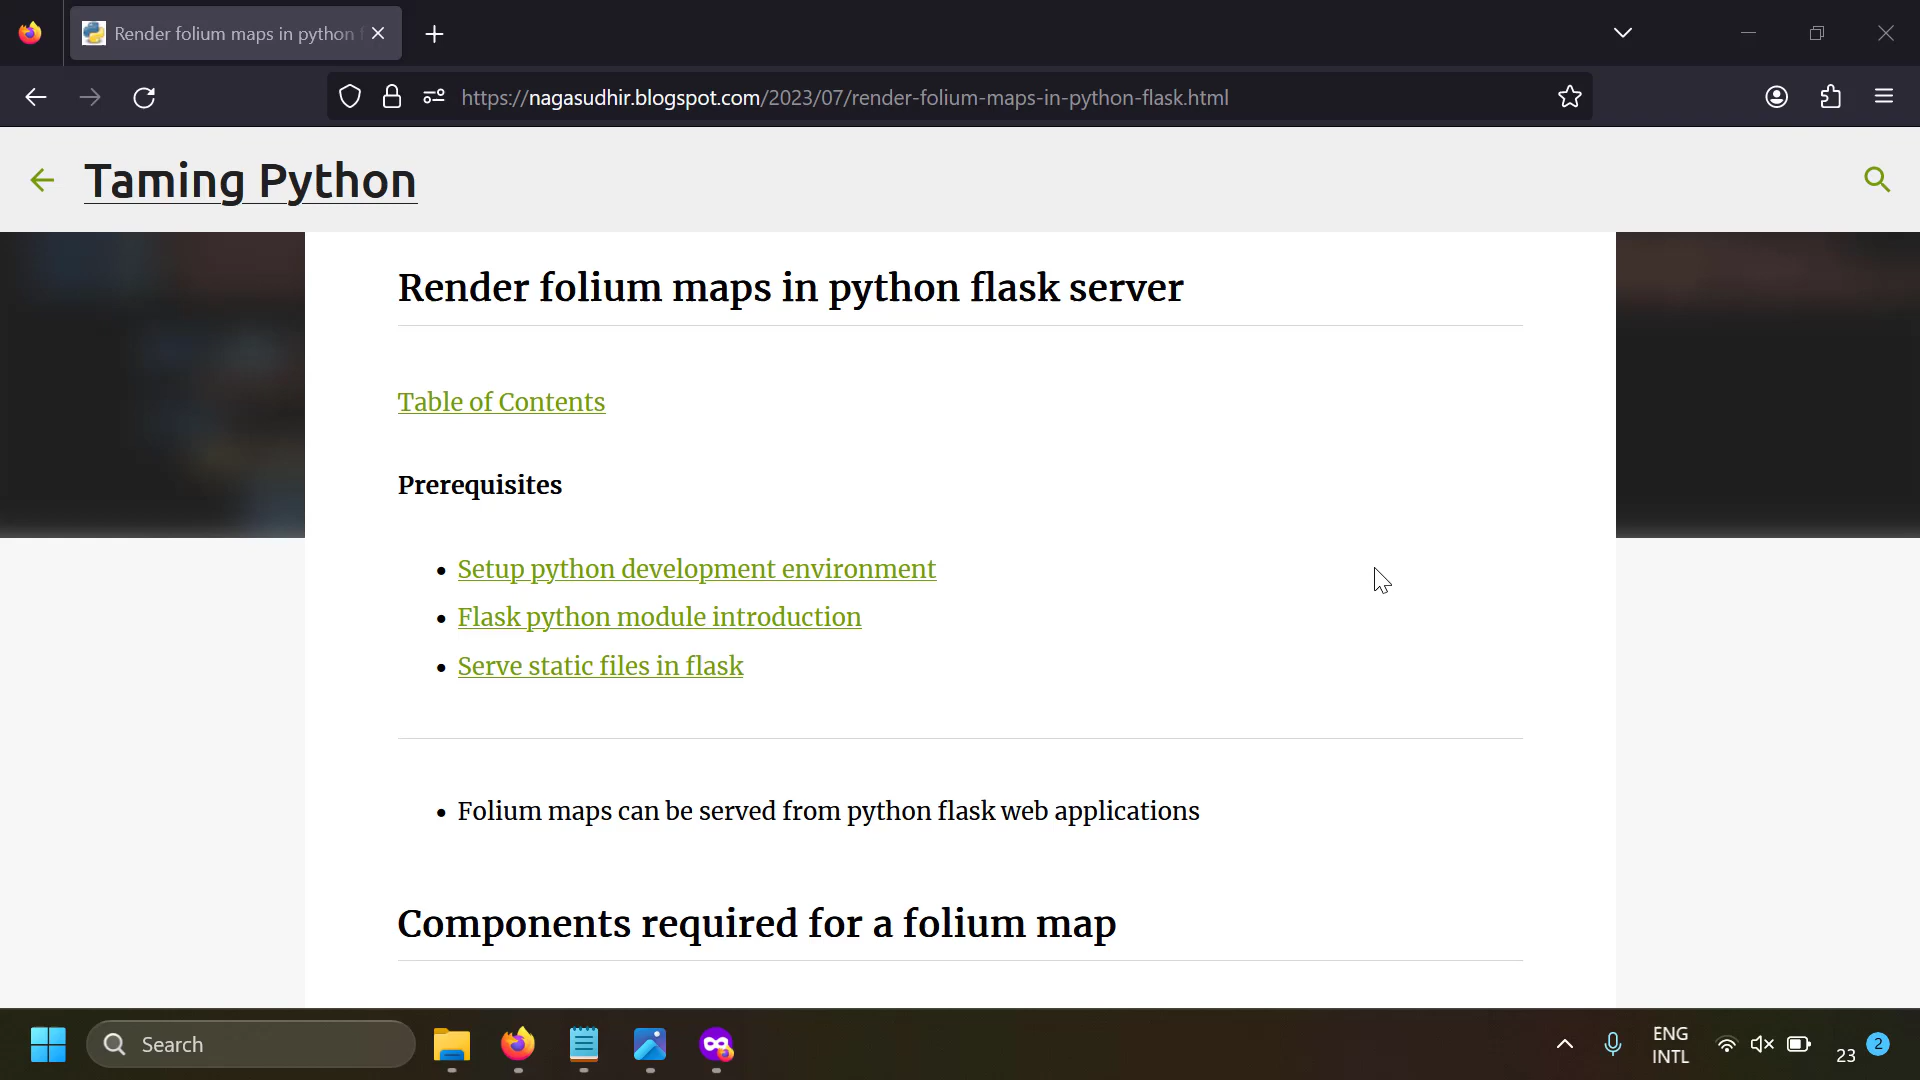 Render folium maps in python f
https://nagasudhir.blogspot.com/2023/07/render-folium-maps-in-python-flask.html
Taming Python
Render folium maps in python flask server
Table of Contents
Prerequisites
Setup python development environment
Flask python module introduction
Serve static files in flask
Folium maps can be served from python flask web applications
Components required for a folium map
Search
ENG
INTL
23
2